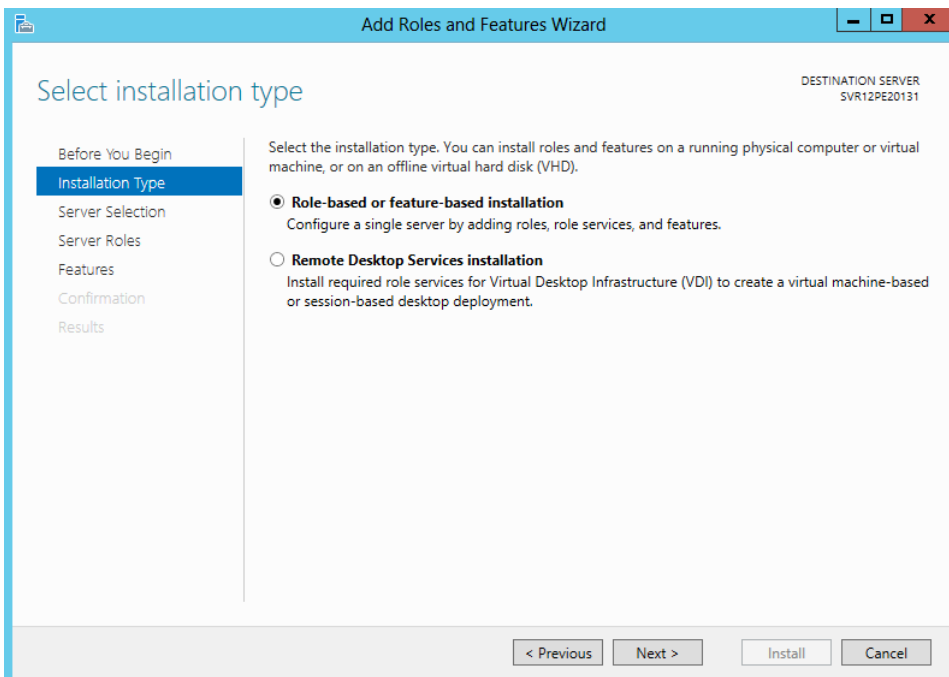 Add Roles and Features Wizard
Select installation type
DESTINATION SERVER
SVR12PE20131
Before You Begin
Installation Type
Server Selection
Server Roles
Features
Confirmation
Results
Select the installation type. You can install roles and features on a running physical computer or virtual
machine, or on an offline virtual hard disk (VHD).
Role-based or feature-based installation
Configure a single server by adding roles, role services, and features.
Remote Desktop Services installation
Install required role services for Virtual Desktop Infrastructure (VDI) to create a virtual machine-based
or session-based desktop deployment.
< Previous
Next >
Install
Cancel